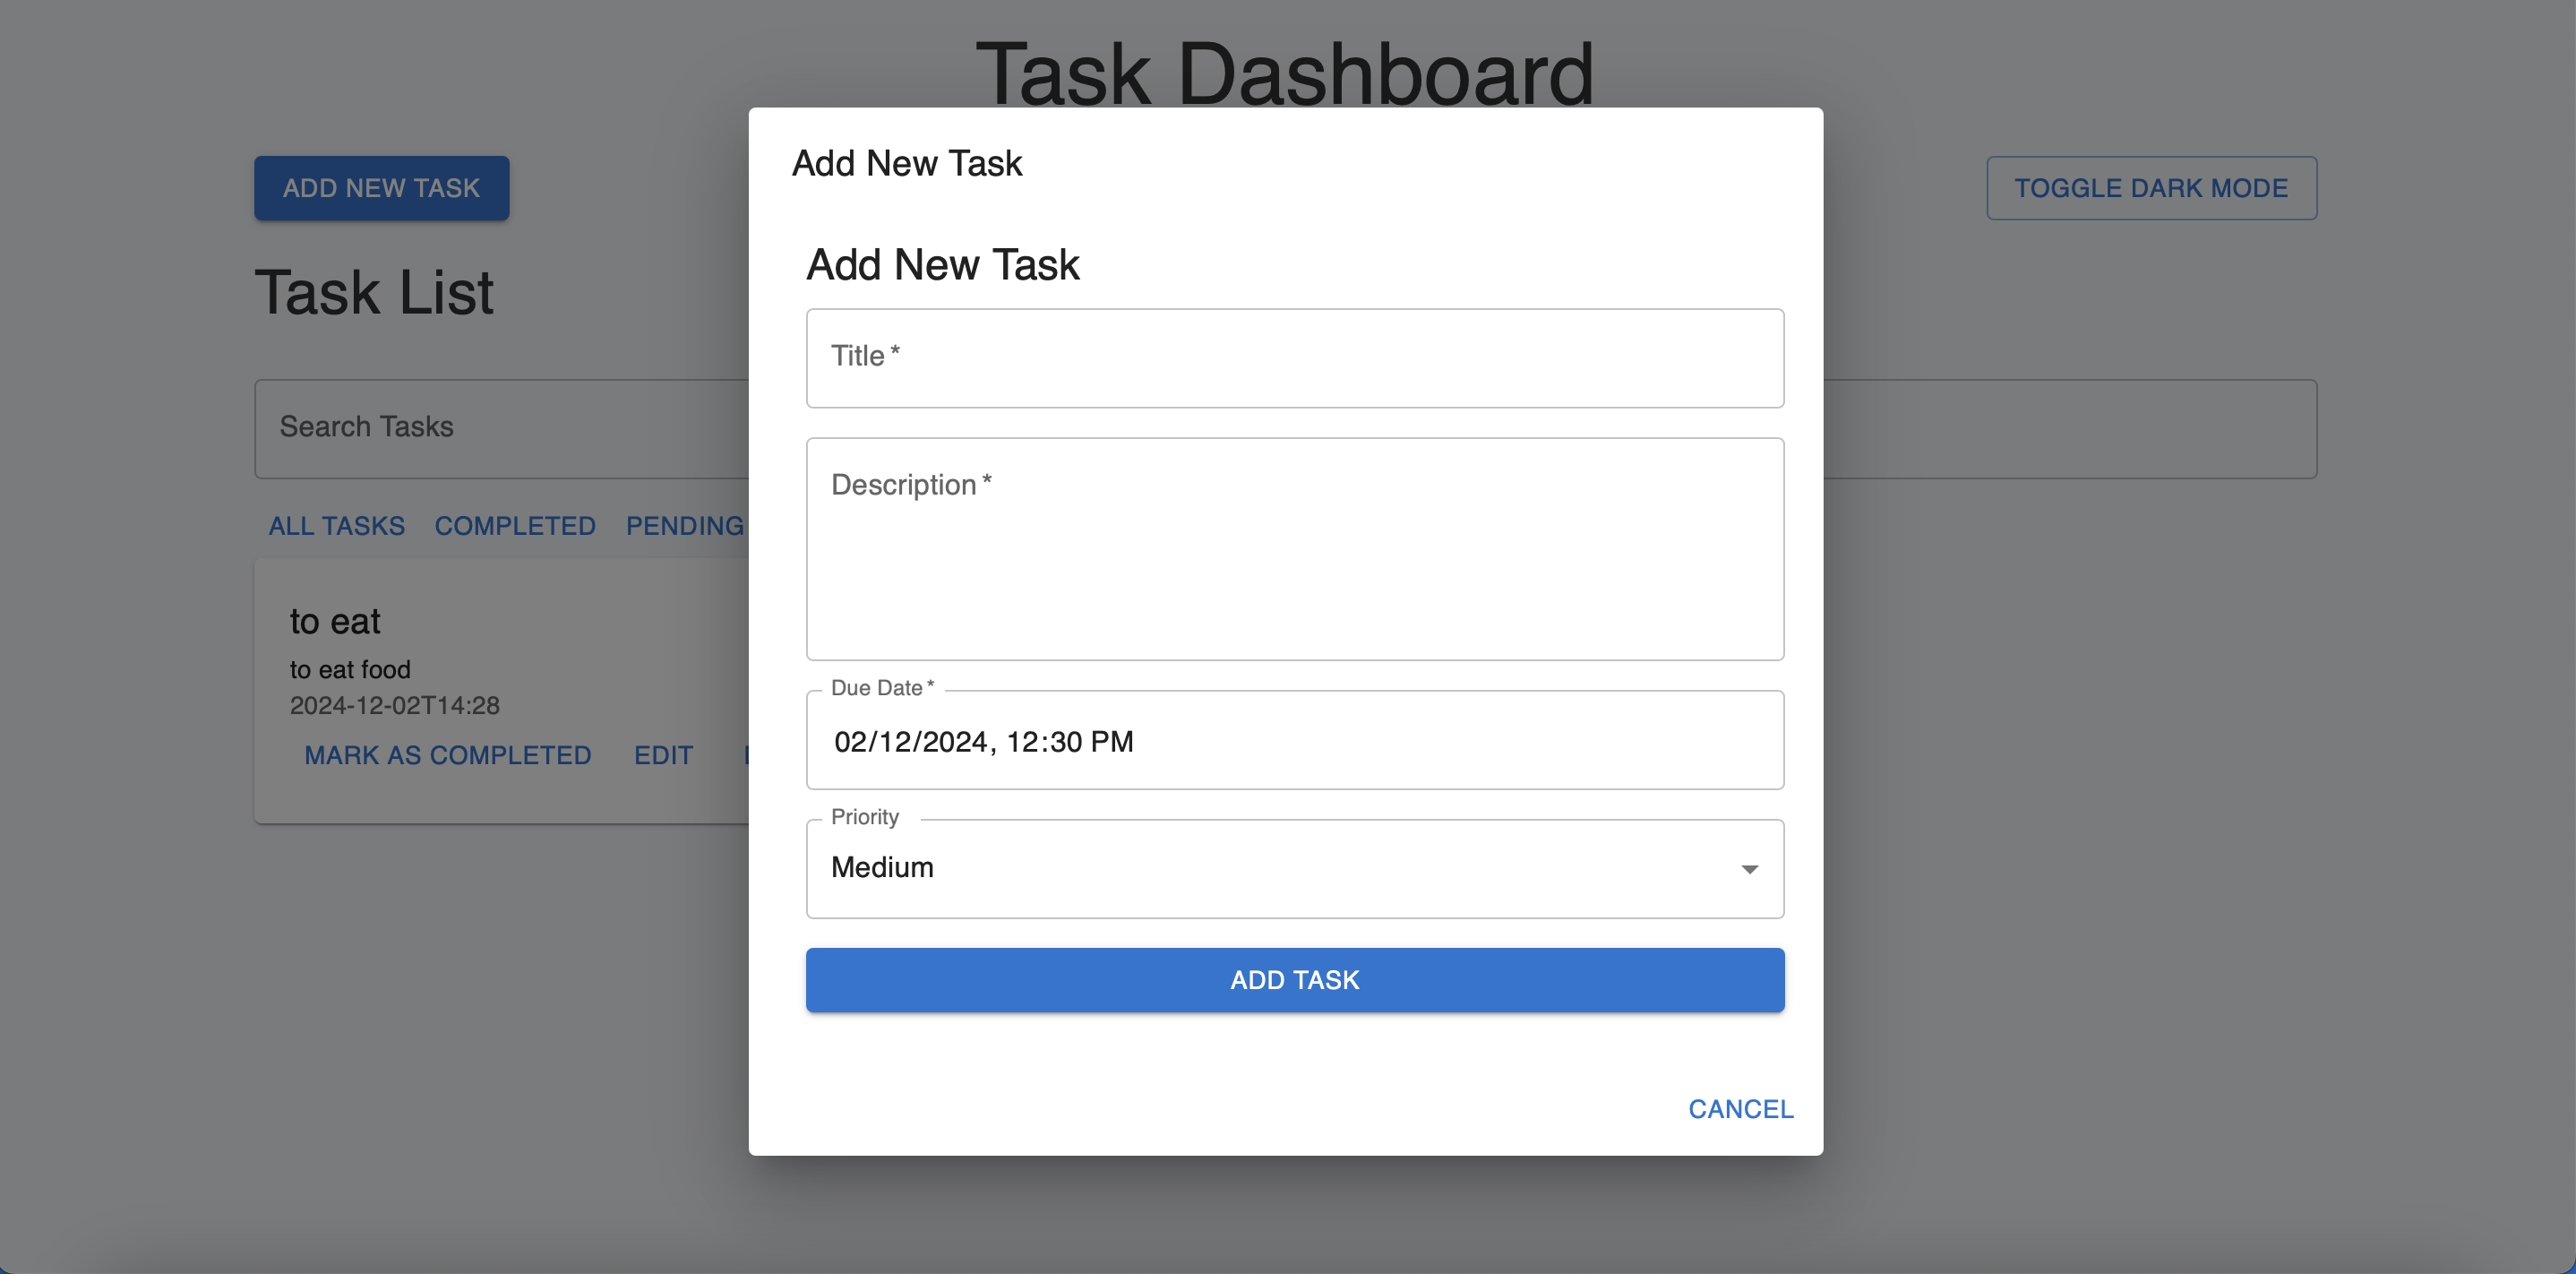 Task Dashboard
ADD NEW TASK
TOGGLE DARK MODE
Task List
Search Tasks
ALL TASKS COMPLETED PENDING
to eat
to eat food
2024-12-02T14:28
MARK AS COMPLETED EDIT
Add New Task
Add New Task
Title *
Description *
Due Date *
02/12/2024, 12:30 PM
Priority
Medium
ADD TASK
CANCEL